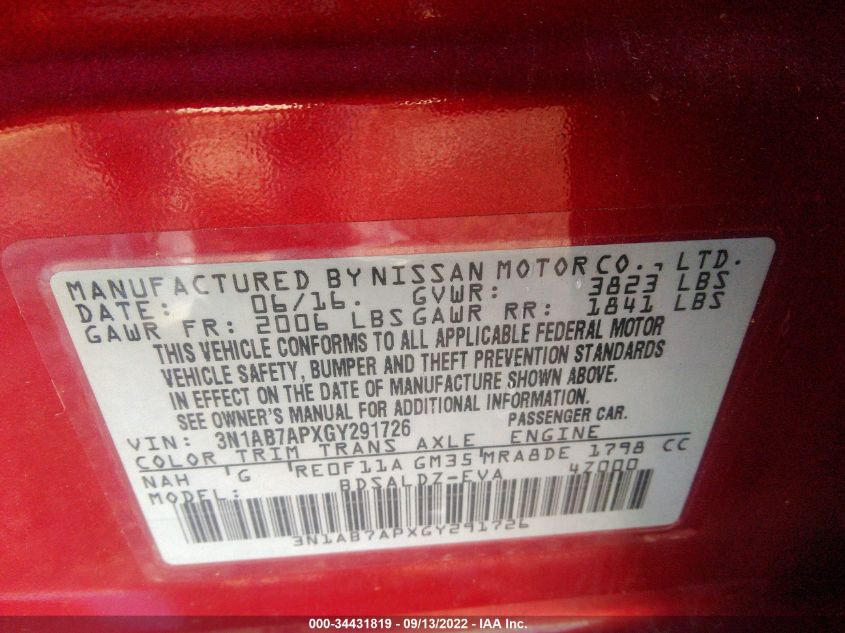 MANUFACTURED BY NISSAN MOTOR CO., LTD.
DATE: 06/16. GVWR: 3823 LBS
GAWR FR: 2006 LBS GAWR RR: 1841 LBS
THIS VEHICLE CONFORMS TO ALL APPLICABLE FEDERAL MOTOR
VEHICLE SAFETY, BUMPER AND THEFT PREVENTION STANDARDS
IN EFFECT ON THE DATE OF MANUFACTURE SHOWN ABOVE.
SEE OWNER'S MANUAL FOR ADDITIONAL INFORMATION.
VIN: 3N1AB7APXGY291726 PASSENGER CAR.
COLOR TRIM TRANS AXLE ENGINE
NAH G RE0F11A GM35 MRA8DE 1798 CC
MODEL: BDSALDZ-EVA 4Z000
3N1AB7APXGY291726
000-34431819 - 09/13/2022 - IAA, Inc.